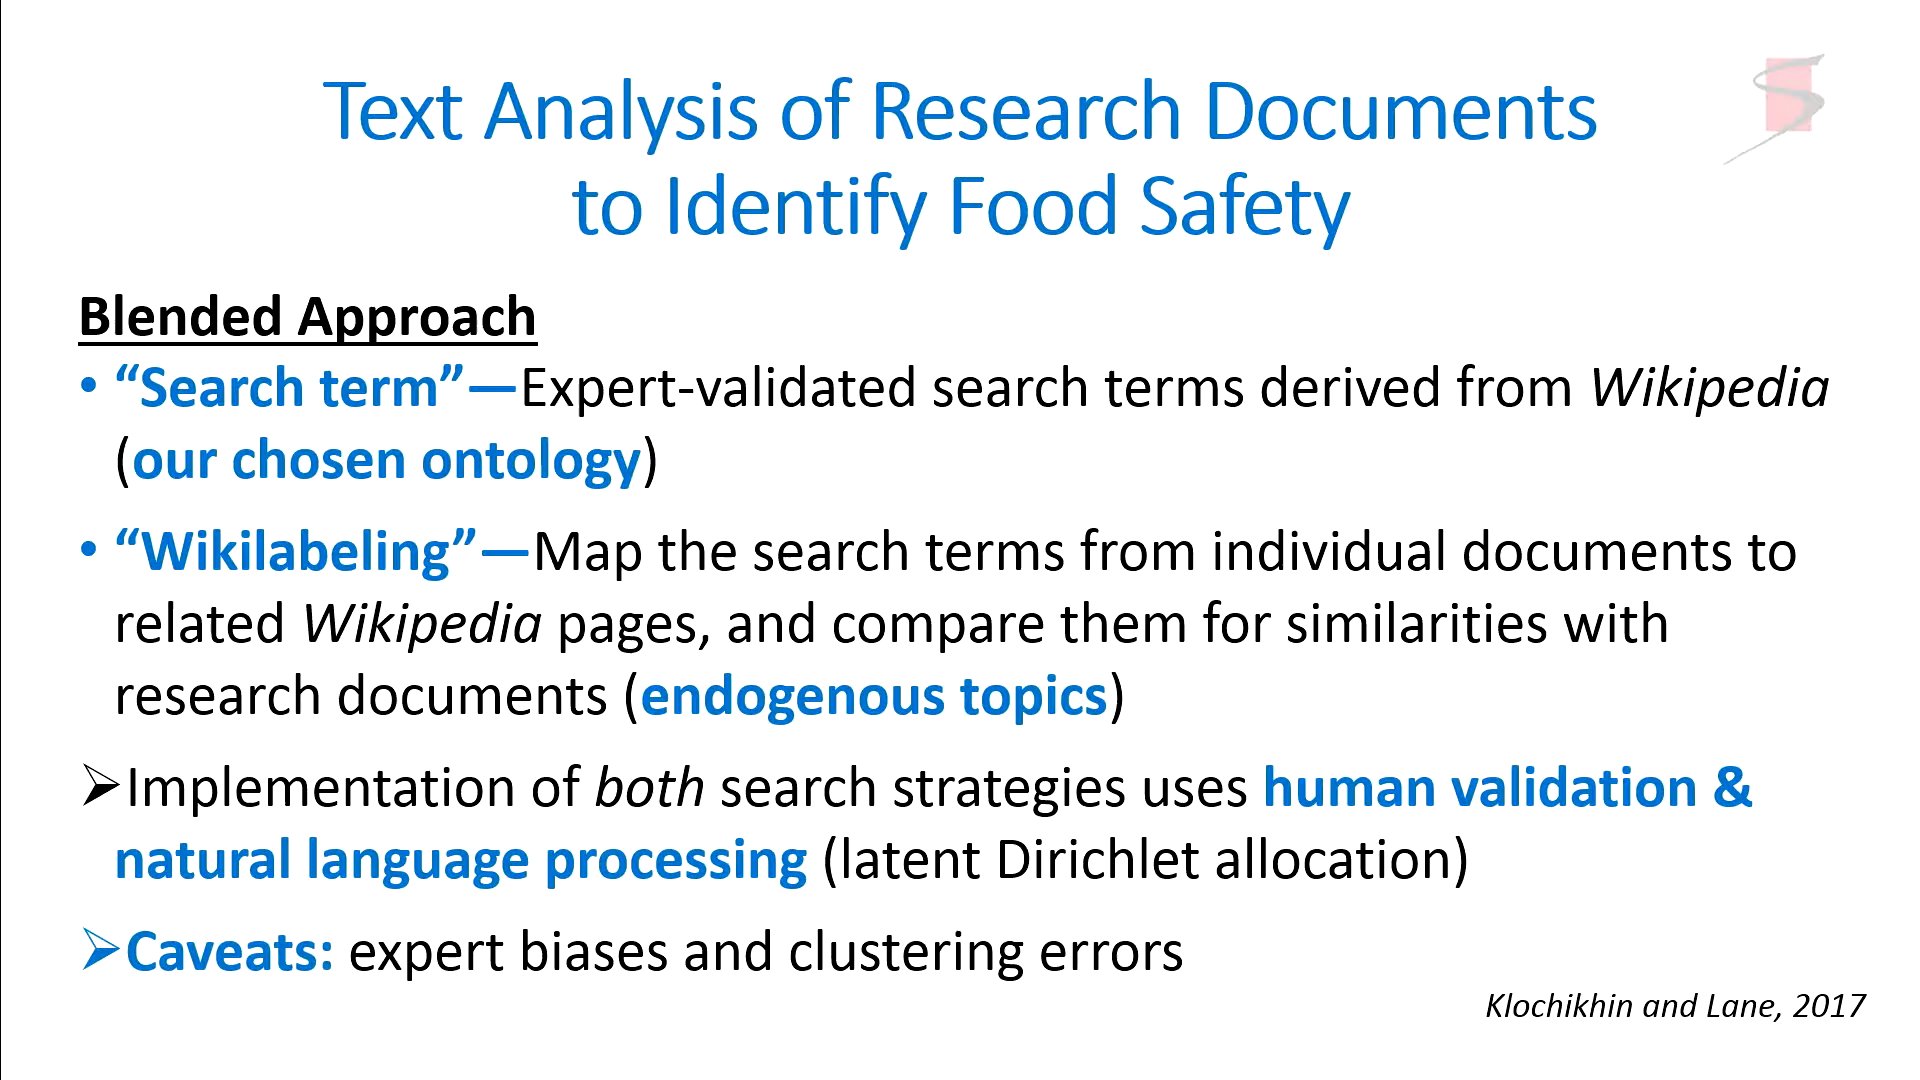 Text Analysis of Research Documents
to Identify Food Safety
Blended Approach
• “Search term”—Expert-validated search terms derived from Wikipedia
(our chosen ontology)
• “Wikilabeling”—Map the search terms from individual documents to
related Wikipedia pages, and compare them for similarities with
research documents (endogenous topics)
➢Implementation of both search strategies uses human validation &
natural language processing (latent Dirichlet allocation)
➢Caveats: expert biases and clustering errors
Klochikhin and Lane, 2017